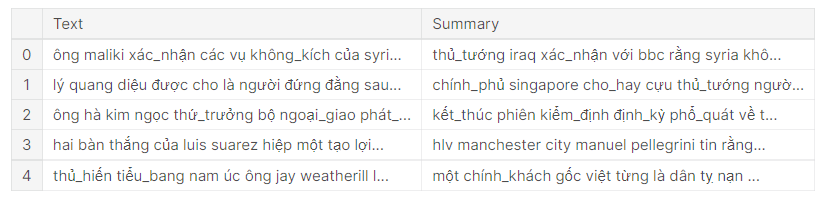 Text Summary
0 ông maliki xác_nhận các vụ không_kích của syri... thủ_tướng iraq xác_nhận với bbc rằng syria khô...
1 lý quang diệu được cho là người đứng đằng sau... chính_phủ singapore cho_hay cựu thủ_tướng ngườ...
2 ông hà kim ngọc thứ_trưởng bộ ngoại_giao phát_... kết_thúc phiên kiểm_định định_kỳ phổ_quát về t...
3 hai bàn thắng của luis suarez hiệp một tạo lợi... hlv manchester city manuel pellegrini tin rằng...
4 thủ_hiến tiểu_bang nam úc ông jay weatherill l... một chính_khách gốc việt từng là dân tỵ nạn ...